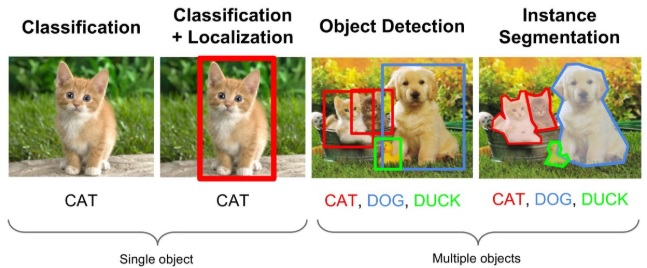 Classification
Classification
+ Localization
Object Detection
Instance
Segmentation
CAT
CAT
CAT, DOG, DUCK
CAT, DOG, DUCK
Single object
Multiple objects